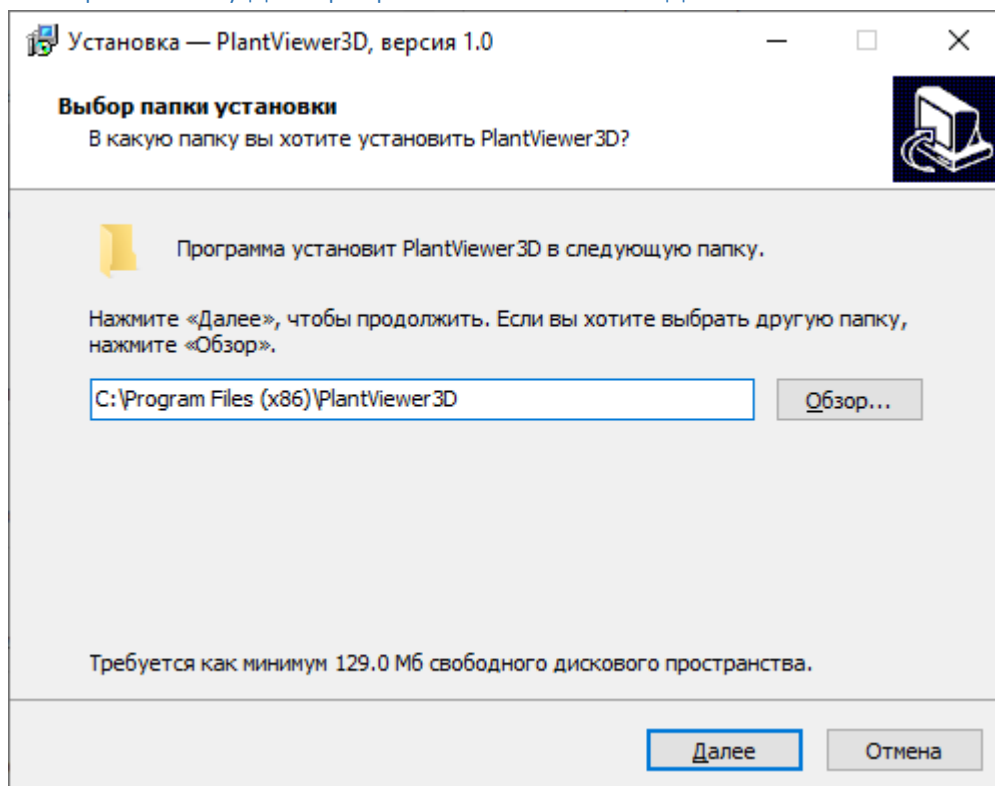 Установка — PlantViewer3D, версия 1.0
Выбор папки установки
В какую папку вы хотите установить PlantViewer3D?
Программа установит PlantViewer3D в следующую папку.
Нажмите «Далее», чтобы продолжить. Если вы хотите выбрать другую папку,
нажмите «Обзор».
C:\Program Files (x86)\PlantViewer3D
Обзор...
Требуется как минимум 129.0 Мб свободного дискового пространства.
Далее
Отмена